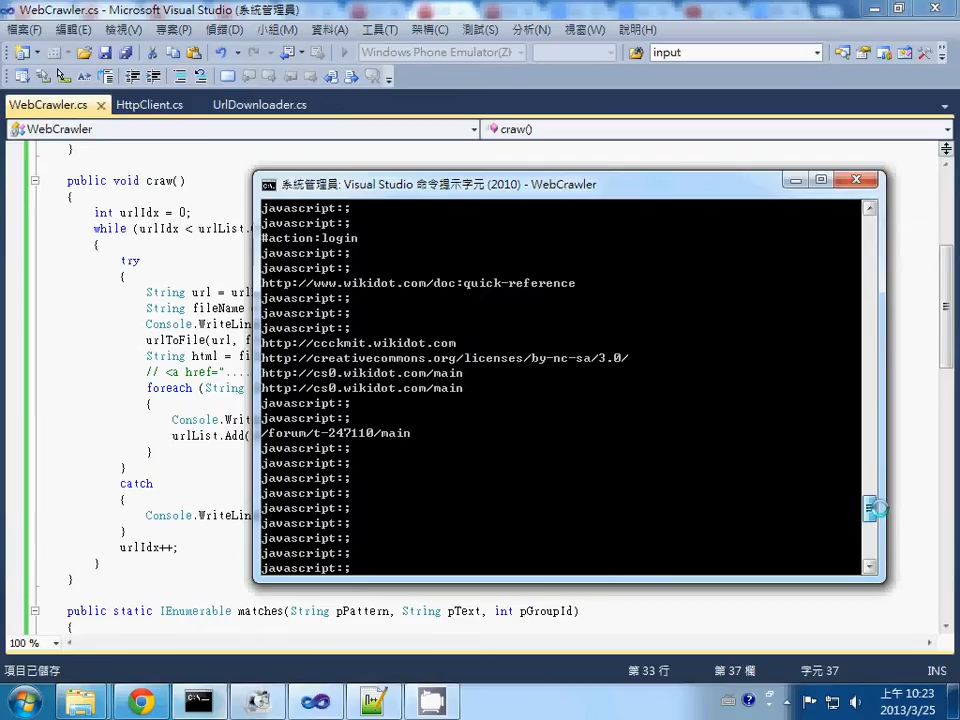 WebCrawler.cs - Microsoft Visual Studio (系統管理員)
檔案(F) 編輯(E) 檢視(V) 專案(P) 偵錯(D) 小組(M) 資料(A) 工具(T) 架構(C) 測試(S) 分析(N) 視窗(W) 說明(H)
Windows Phone Emulator(ZH input
WebCrawler.cs HttpClient.cs UrlDownloader.cs
WebCrawler craw()
}
public void craw()
{
int urlIdx = 0;
while (urlIdx < urlList.
{
try
{
String url = url
String fileName
Console.WriteLin
urlToFile(url, f
String html = fi
// <a href="....
foreach (String
{
Console.Writ
urlList.Add(
}
}
catch
{
Console.WriteLin
}
urlIdx++;
}
}
public static IEnumerable matches(String pPattern, String pText, int pGroupId)
{
系統管理員: Visual Studio 命令提示字元 (2010) - WebCrawler
javascript:;
javascript:;
#action:login
javascript:;
javascript:;
http://www.wikidot.com/doc:quick-reference
javascript:;
javascript:;
javascript:;
http://ccckmit.wikidot.com
http://creativecommons.org/licenses/by-nc-sa/3.0/
http://cs0.wikidot.com/main
http://cs0.wikidot.com/main
javascript:;
javascript:;
/forum/t-247110/main
javascript:;
javascript:;
javascript:;
javascript:;
javascript:;
javascript:;
javascript:;
javascript:;
javascript:;
100 %
項目已儲存 第 33 行 第 37 欄 字元 37 INS
上午 10:23
2013/3/25